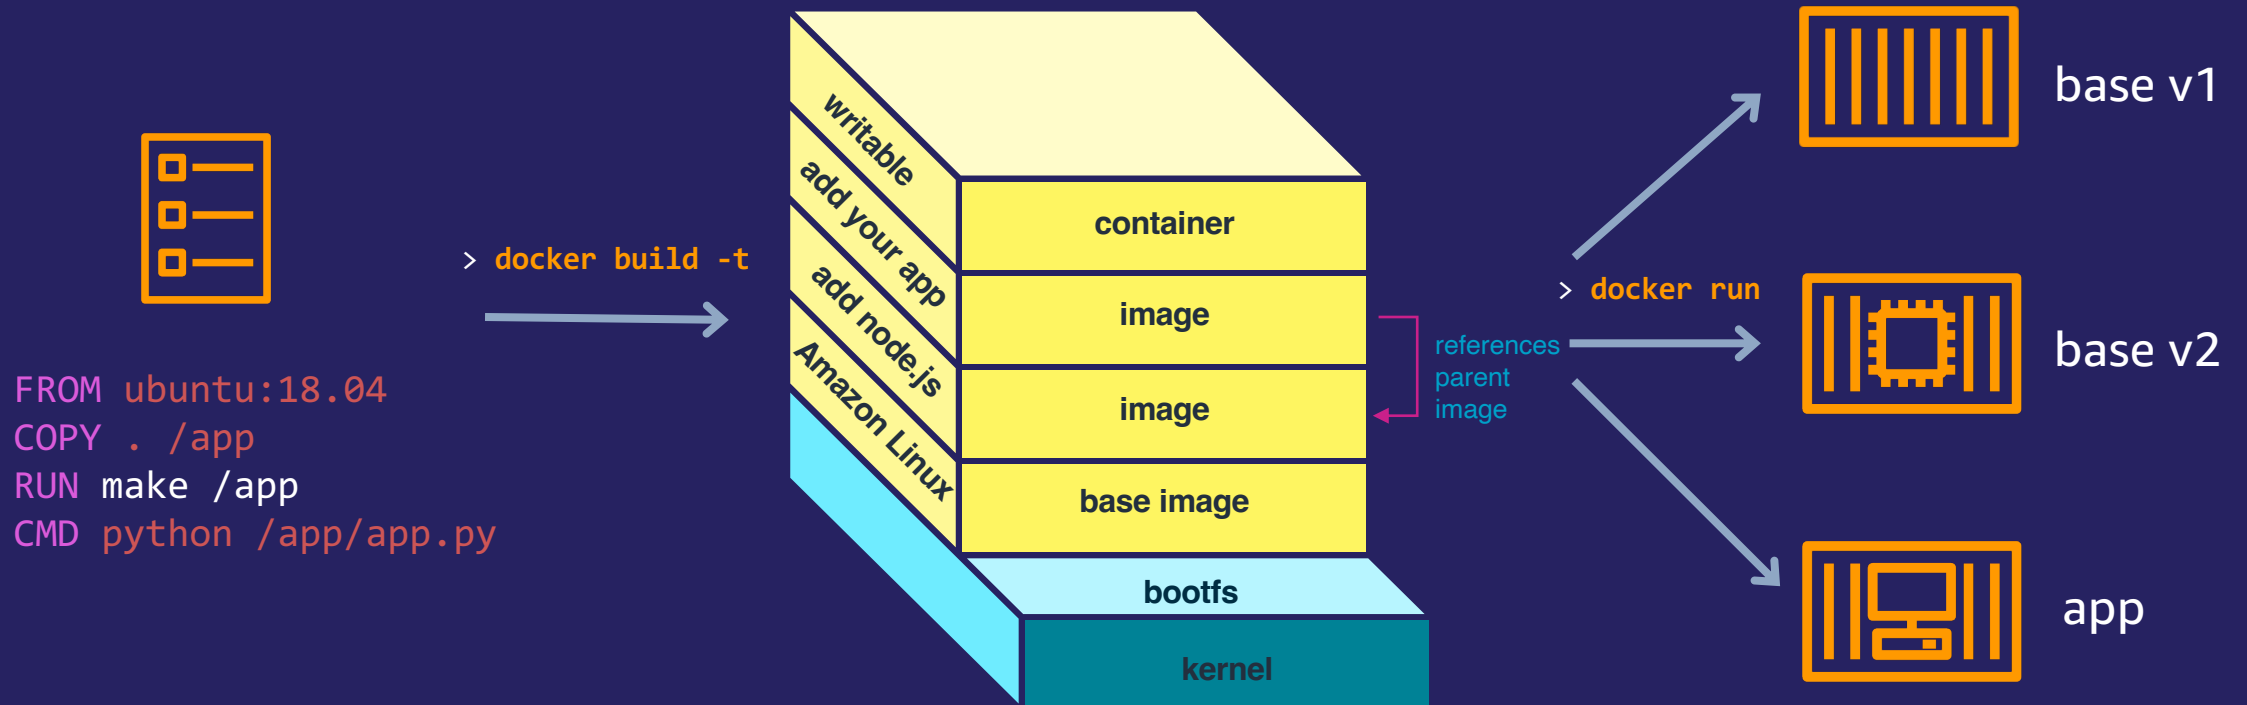 FROM ubuntu:18.04
COPY . /app
RUN make /app
CMD python /app/app.py
> docker build -t
writable
add your app
add node.js
Amazon Linux
container
image
image
base image
bootfs
kernel
references
parent
image
> docker run
base v1
base v2
app